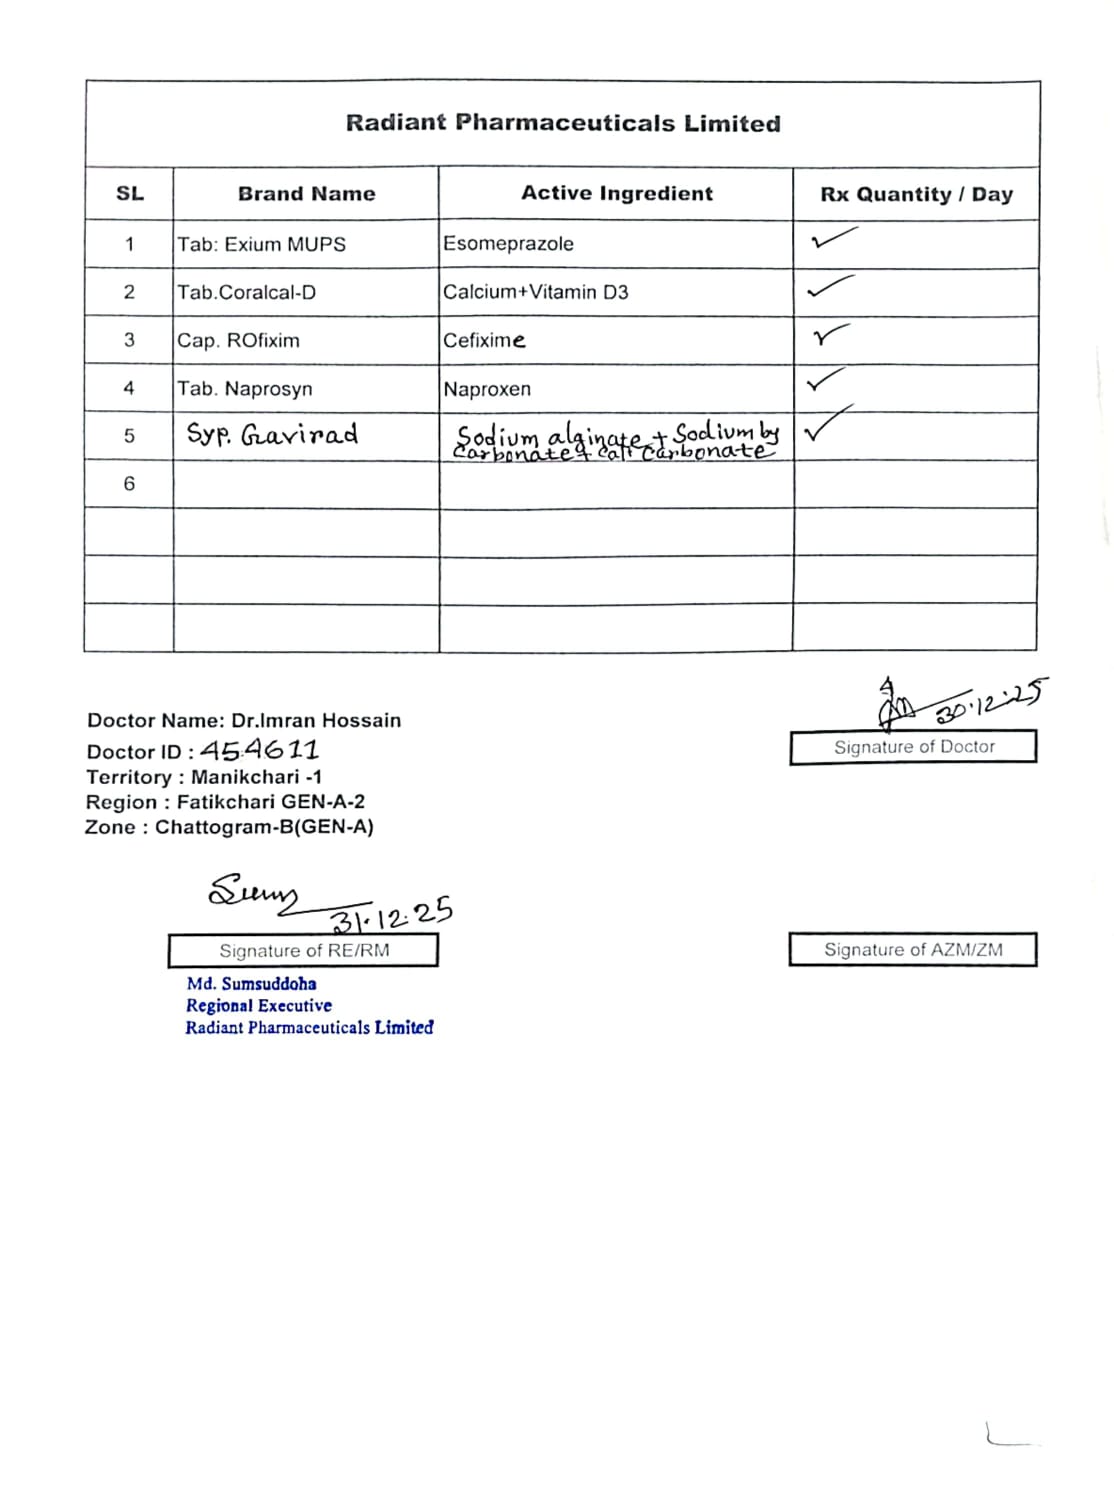 Radiant Pharmaceuticals Limited
SL Brand Name Active Ingredient Rx Quantity / Day
1 Tab: Exium MUPS Esomeprazole ✓
2 Tab.Coralcal-D Calcium+Vitamin D3 ✓
3 Cap. ROfixim Cefixime ✓
4 Tab. Naprosyn Naproxen ✓
5 Syp. Gavirad Sodium alginate + Sodium by ✓
carbonate & Carbonate
6
30.12.25
Signature of Doctor
Doctor Name: Dr.Imran Hossain
Doctor ID : 454611
Territory : Manikchari -1
Region : Fatikchari GEN-A-2
Zone : Chattogram-B(GEN-A)
31.12.25
Signature of RE/RM
Signature of AZM/ZM
Md. Sumsuddoha
Regional Executive
Radiant Pharmaceuticals Limited